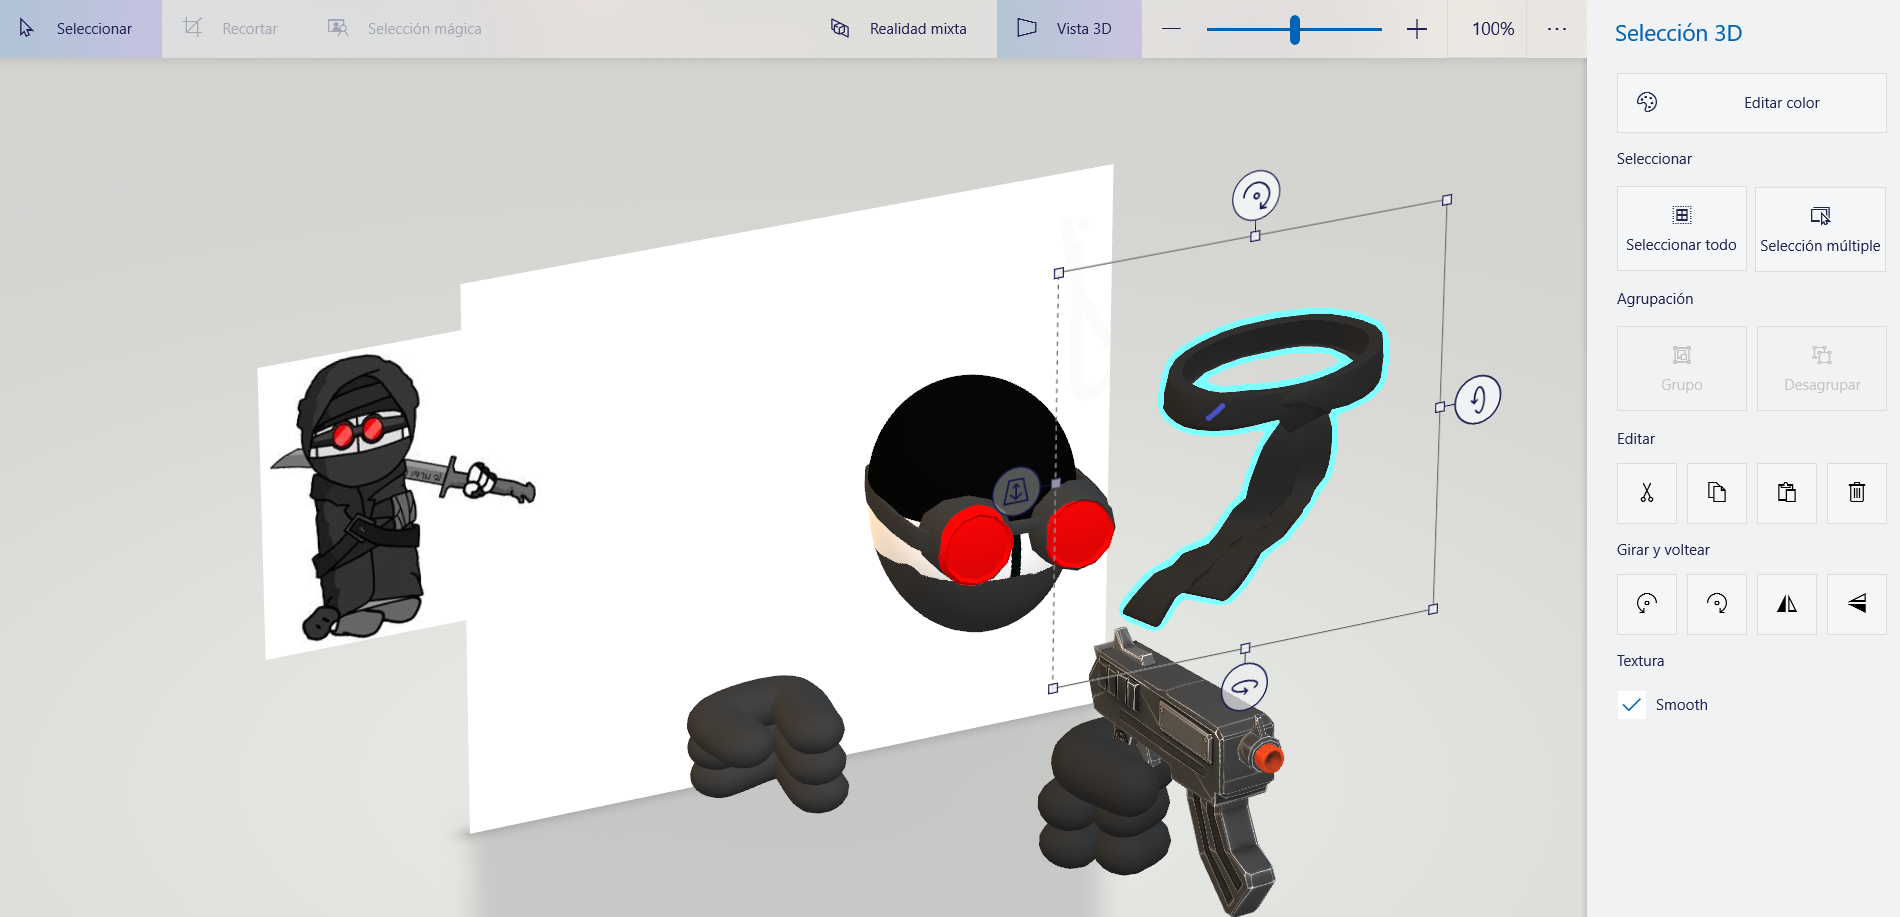 Seleccionar
Recortar
Selección mágica
Realidad mixta
Vista 3D
100%
Selección 3D
Editar color
Seleccionar
Seleccionar todo
Selección múltiple
Agrupación
Grupo
Desagrupar
Editar
Girar y voltear
Textura
Smooth